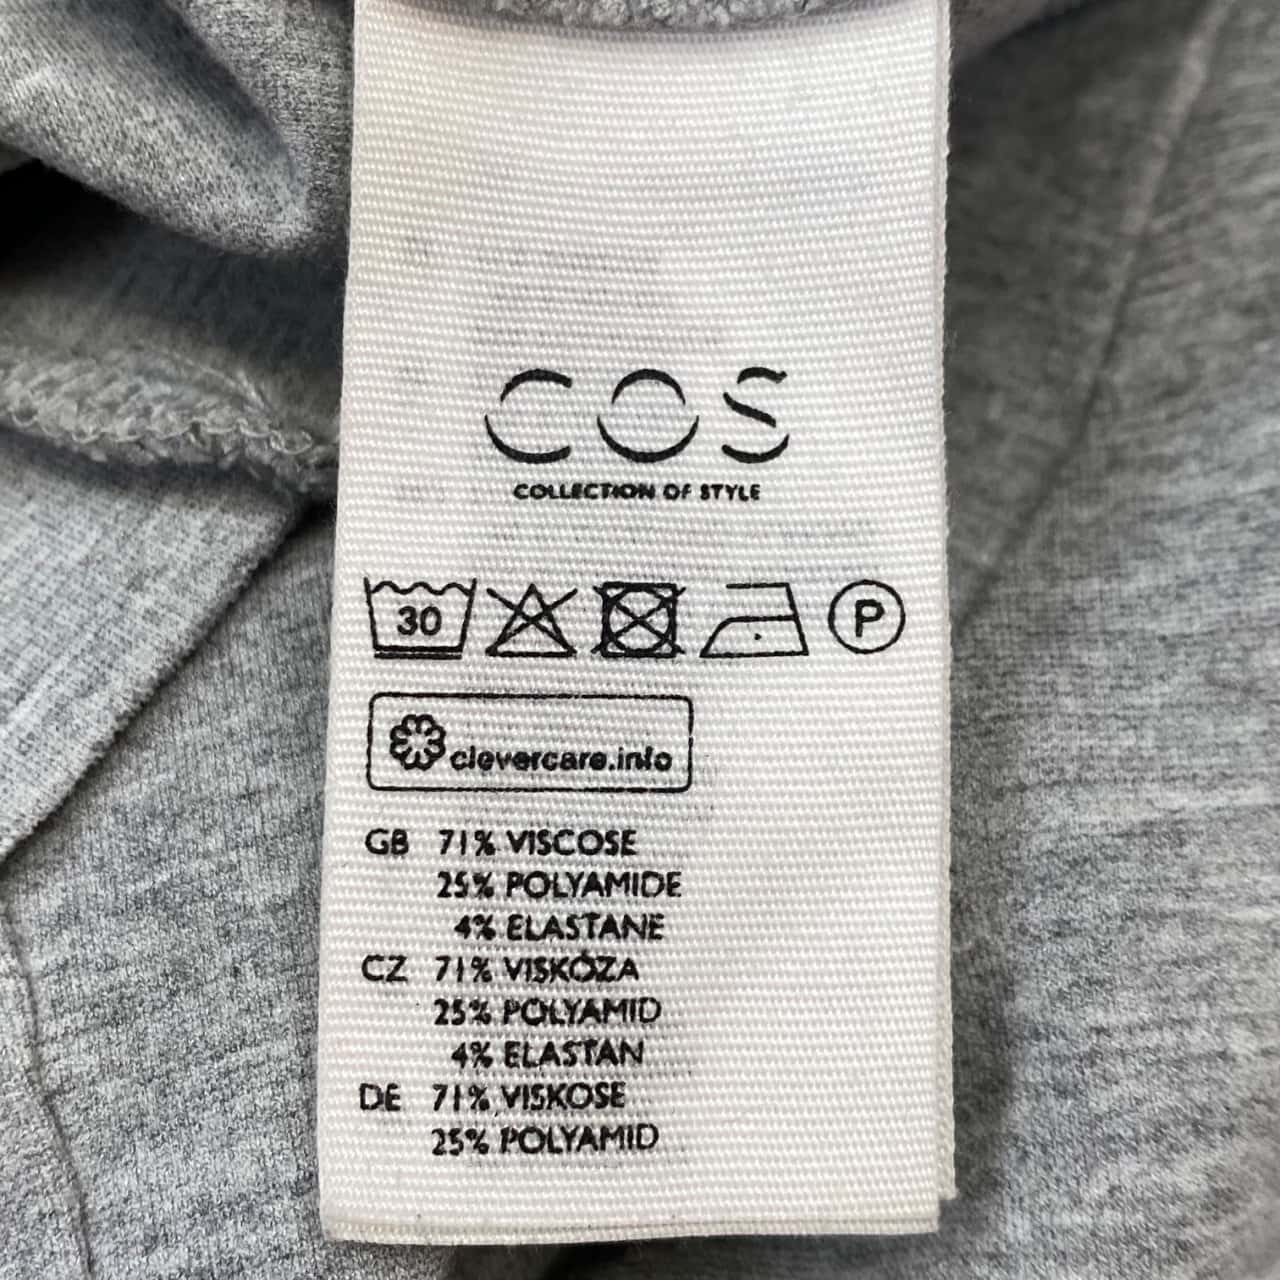 COS
COLLECTION OF STYLE
30 P
clevercare.info
GB 71% VISCOSE
25% POLYAMIDE
4% ELASTANE
CZ 71% VISKÓZA
25% POLYAMID
4% ELASTAN
DE 71% VISKOSE
25% POLYAMID